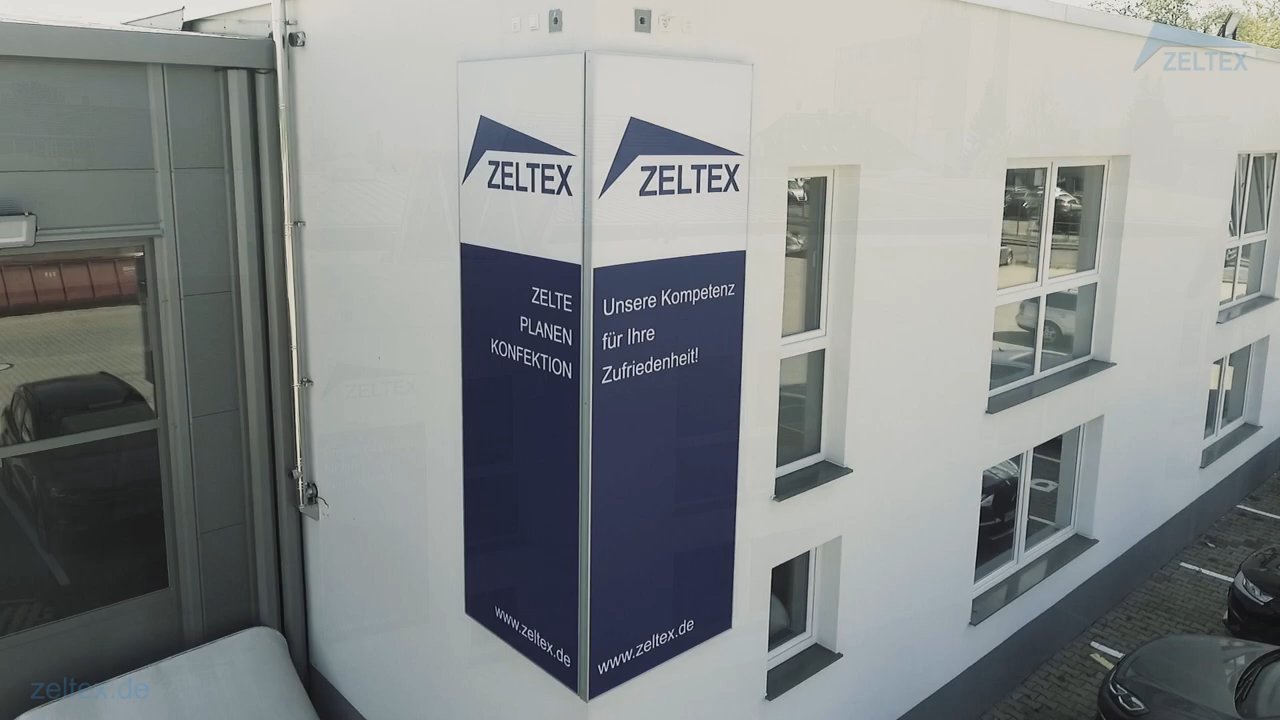 ZELTEX
ZELTE
PLANEN
KONFEKTION
www.zeltex.de
ZELTEX
Unsere Kompetenz
für Ihre
Zufriedenheit!
www.zeltex.de
ZELTEX
ZELTEX
zeltex.de